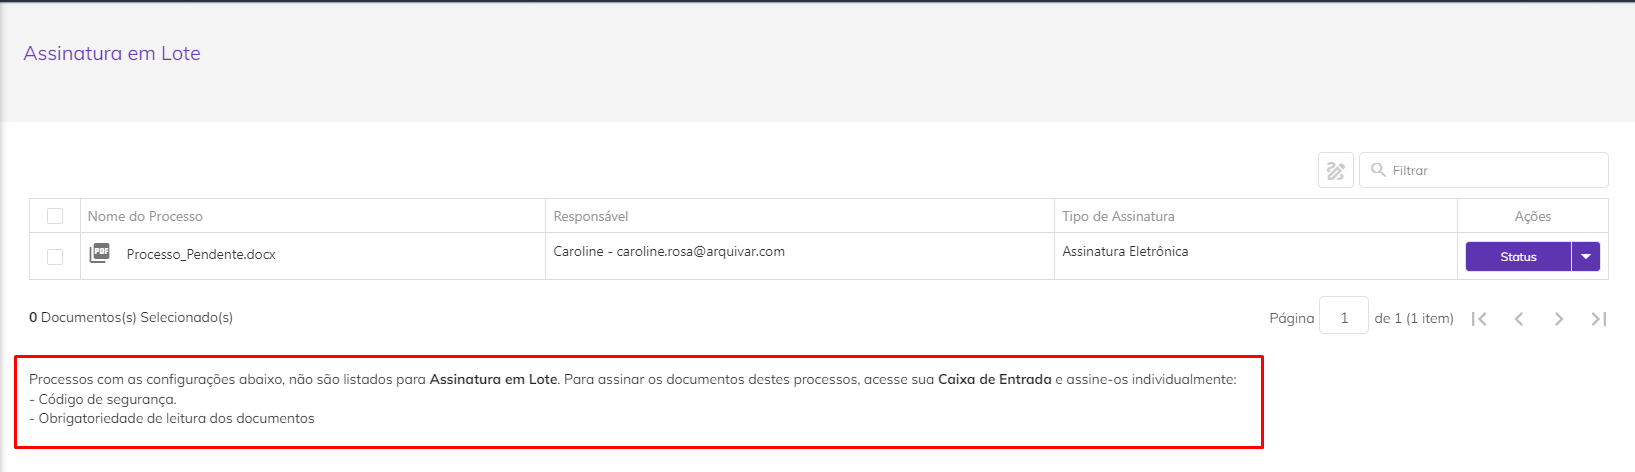 Assinatura em Lote
Filtrar
Nome do Processo Responsável Tipo de Assinatura Ações
PDF Processo_Pendente.docx Caroline - caroline.rosa@arquivar.com Assinatura Eletrônica Status
0 Documentos(s) Selecionado(s)
Página 1 de 1 (1 item)
Processos com as configurações abaixo, não são listados para Assinatura em Lote. Para assinar os documentos destes processos, acesse sua Caixa de Entrada e assine-os individualmente:
- Código de segurança.
- Obrigatoriedade de leitura dos documentos